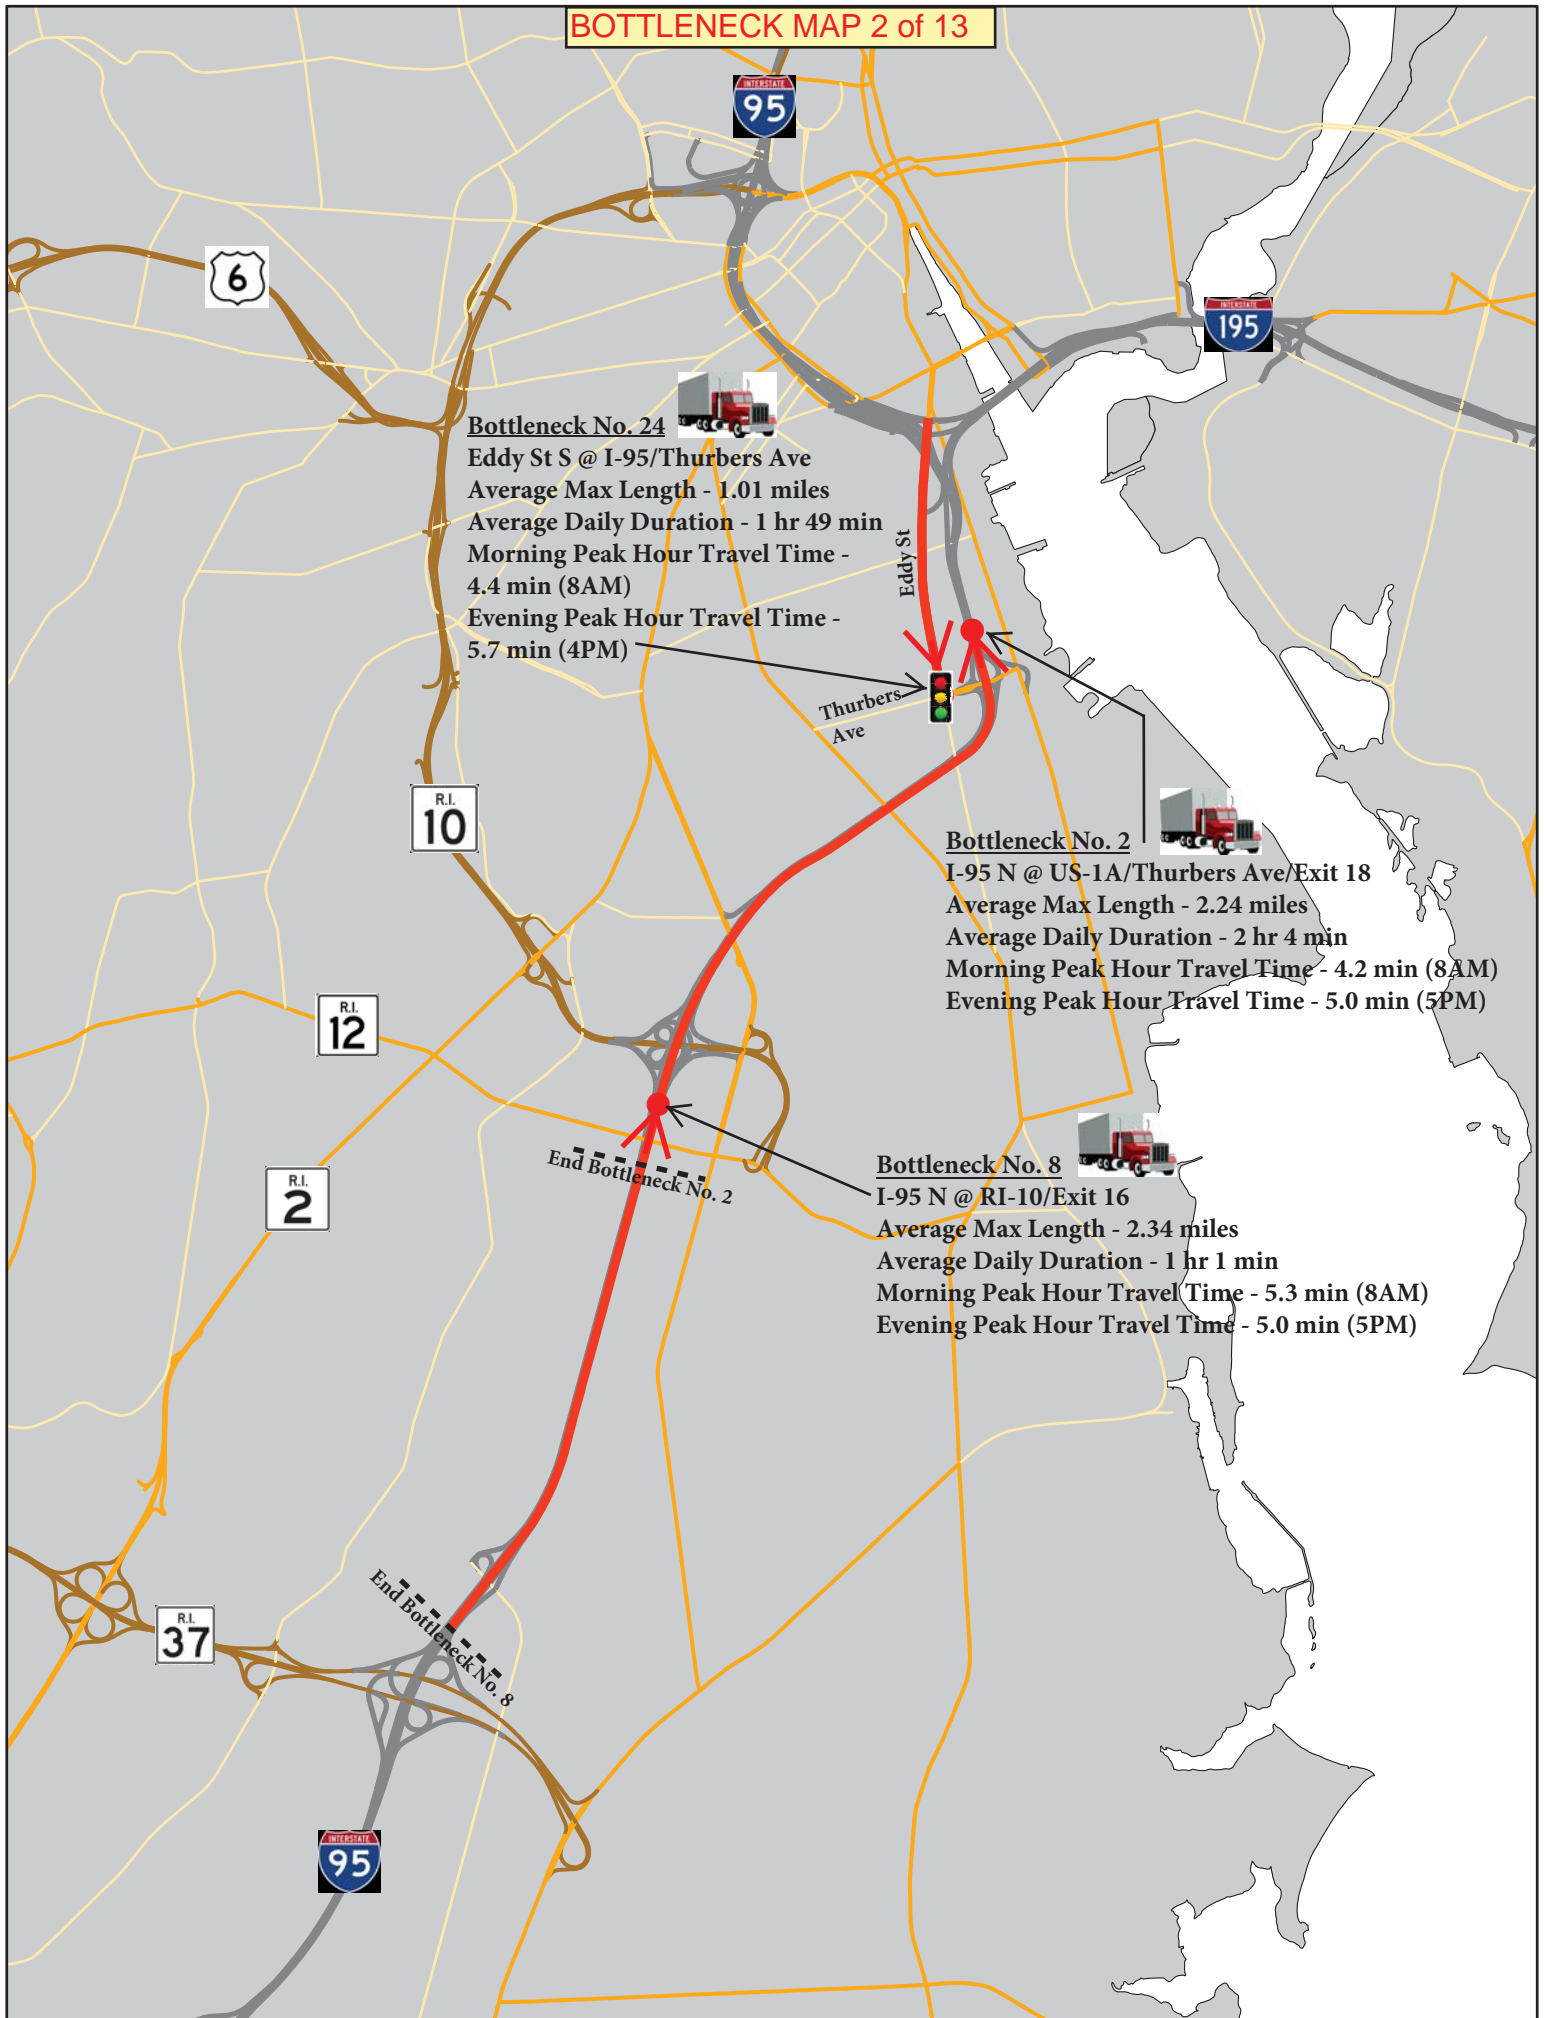 BOTTLENECK MAP 2 of 13
INTERSTATE
95
6
INTERSTATE
195
Bottleneck No. 24
Eddy St S @ I-95/Thurbers Ave
Average Max Length - 1.01 miles
Average Daily Duration - 1 hr 49 min
Morning Peak Hour Travel Time -
4.4 min (8AM)
Evening Peak Hour Travel Time -
5.7 min (4PM)
Eddy St
Thurbers
Ave
R.I.
10
Bottleneck No. 2
I-95 N @ US-1A/Thurbers Ave/Exit 18
Average Max Length - 2.24 miles
Average Daily Duration - 2 hr 4 min
Morning Peak Hour Travel Time - 4.2 min (8AM)
Evening Peak Hour Travel Time - 5.0 min (5PM)
R.I.
12
End Bottleneck No. 2
R.I.
2
Bottleneck No. 8
I-95 N @ RI-10/Exit 16
Average Max Length - 2.34 miles
Average Daily Duration - 1 hr 1 min
Morning Peak Hour Travel Time - 5.3 min (8AM)
Evening Peak Hour Travel Time - 5.0 min (5PM)
End Bottleneck No. 8
R.I.
37
INTERSTATE
95